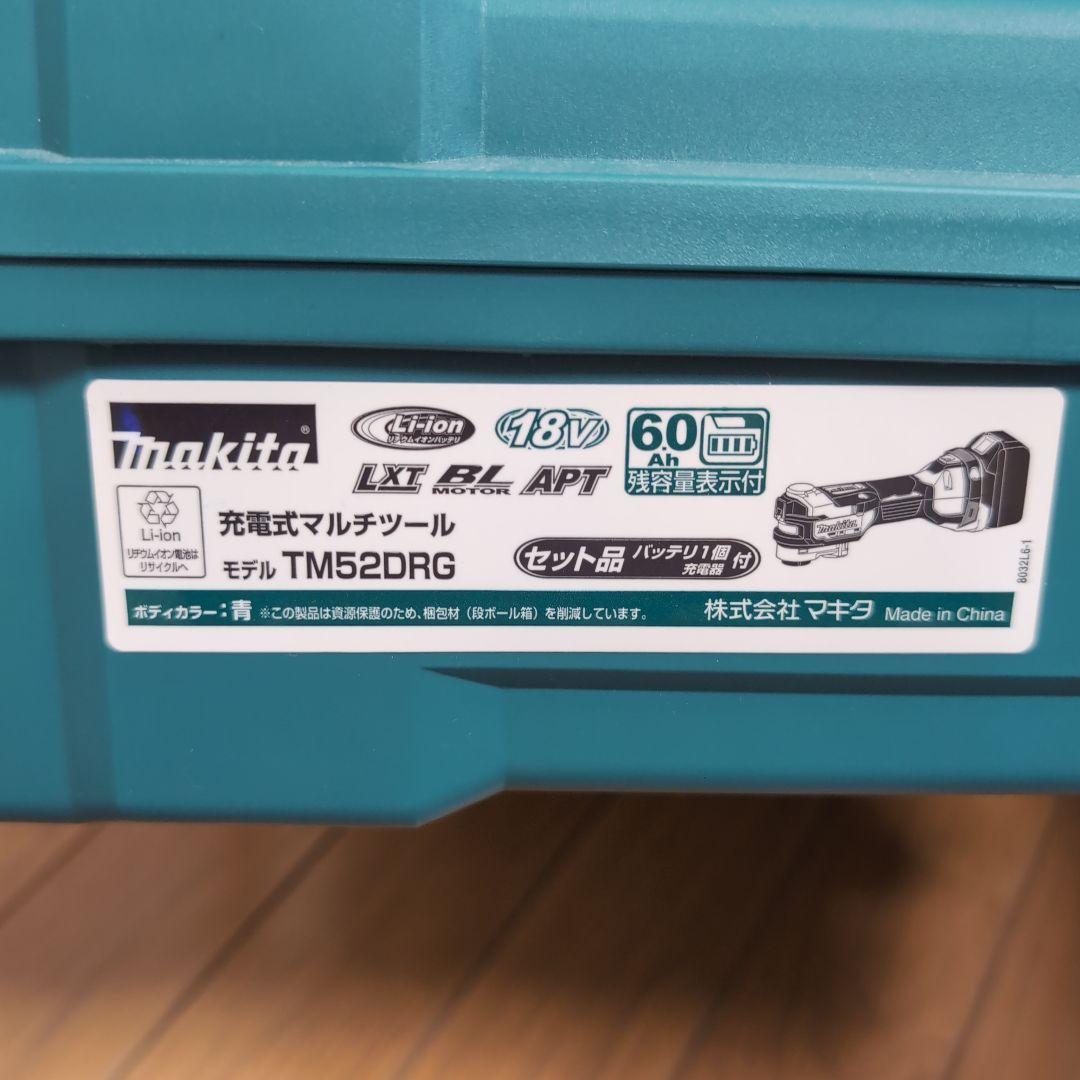 makita®
Li-ion
リチウムイオンバッテリ
18V
6.0
Ah
残容量表示付
LXT BL MOTOR APT
Li-ion
リチウムイオン電池は
リサイクルへ
充電式マルチツール
モデル TM52DRG
セット品 バッテリ1個 充電器 付
makita
8032L6-1
ボディカラー:青 ※この製品は資源保護のため、梱包材(段ボール箱)を削減しています。 株式会社マキタ Made in China